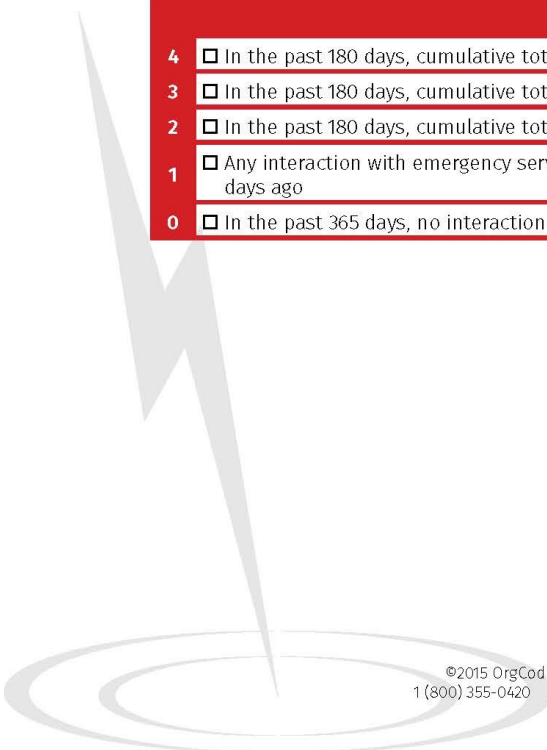 4 ☐ In the past 180 days, cumulative tot
3 ☐ In the past 180 days, cumulative tot
2 ☐ In the past 180 days, cumulative tot
1 ☐ Any interaction with emergency ser
days ago
0 ☐ In the past 365 days, no interaction
©2015 OrgCod
1 (800) 355-0420